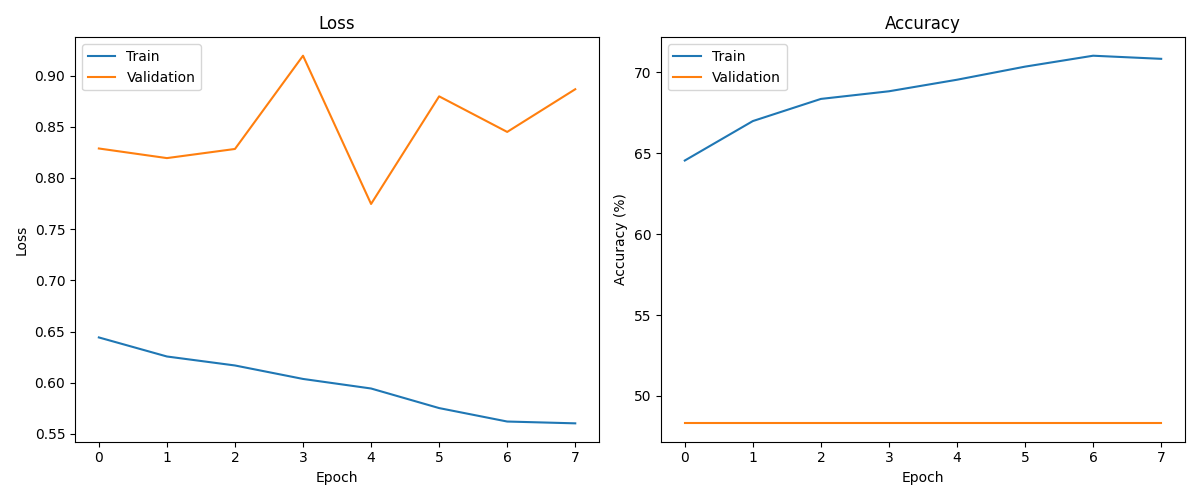 Loss
Train
Validation
0.90
0.85
0.80
0.75
0.70
0.65
0.60
0.55
Loss
0 1 2 3 4 5 6 7
Epoch
Accuracy
Train
Validation
70
65
60
55
50
Accuracy (%)
0 1 2 3 4 5 6 7
Epoch